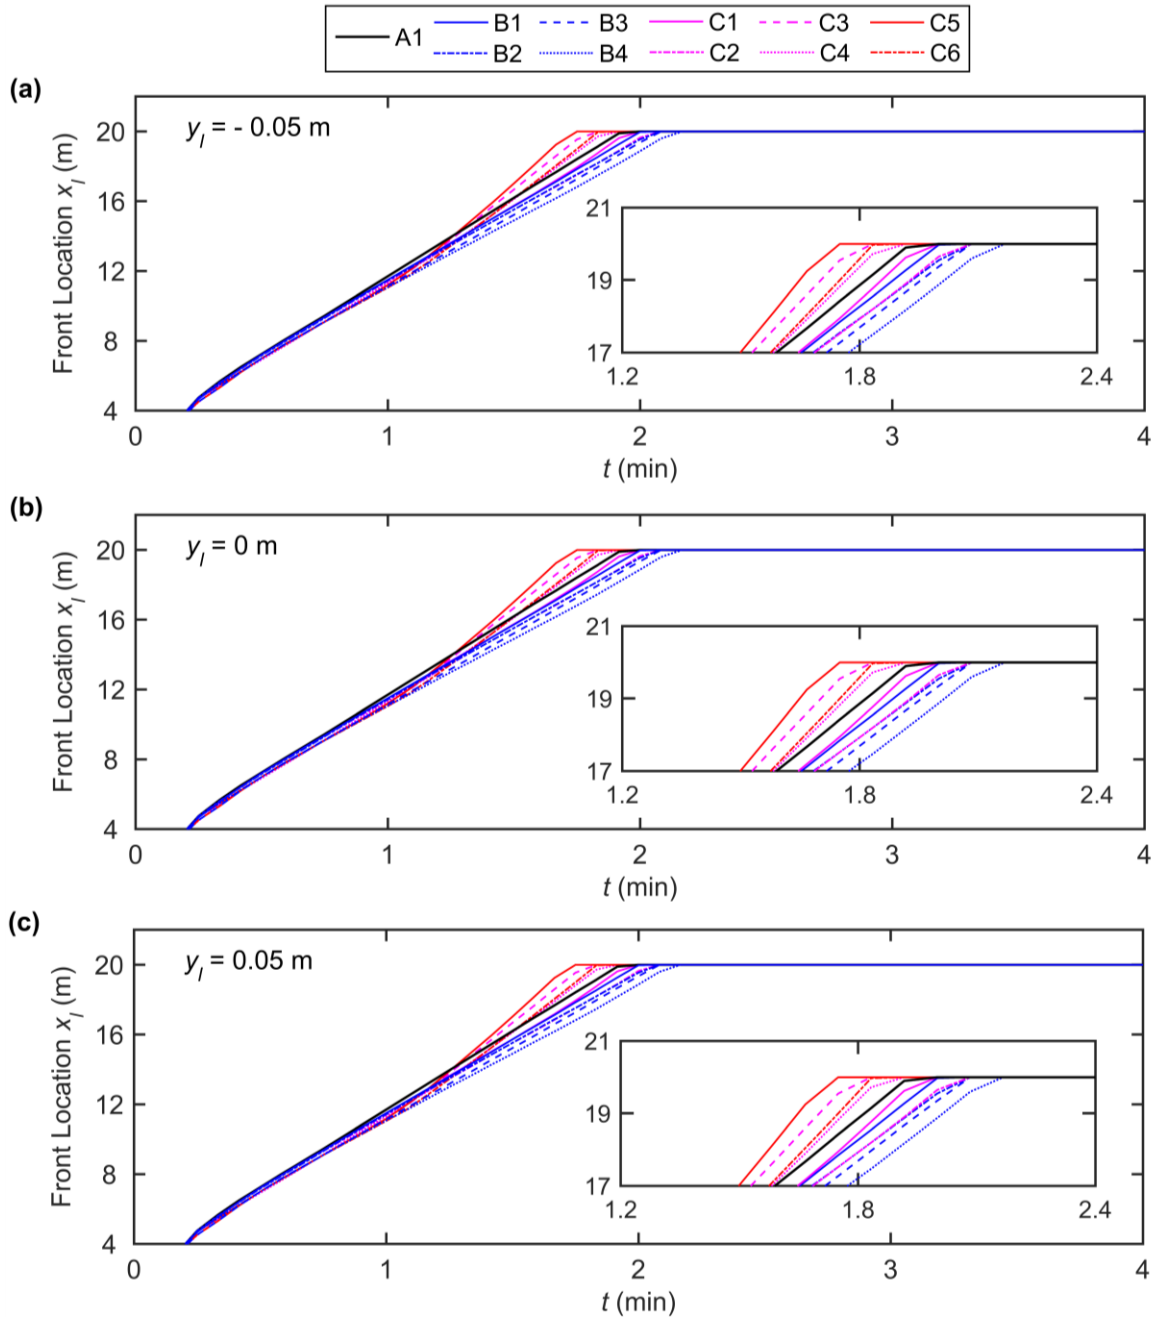 A1 B1 B3 C1 C3 C5
B2 B4 C2 C4 C6
(a)
y_l = - 0.05 m
Front Location x_l (m)
20
16
12
8
4
0 1 2 3 4
t (min)
21
19
17
1.2 1.8 2.4
(b)
y_l = 0 m
Front Location x_l (m)
20
16
12
8
4
0 1 2 3 4
t (min)
21
19
17
1.2 1.8 2.4
(c)
y_l = 0.05 m
Front Location x_l (m)
20
16
12
8
4
0 1 2 3 4
t (min)
21
19
17
1.2 1.8 2.4